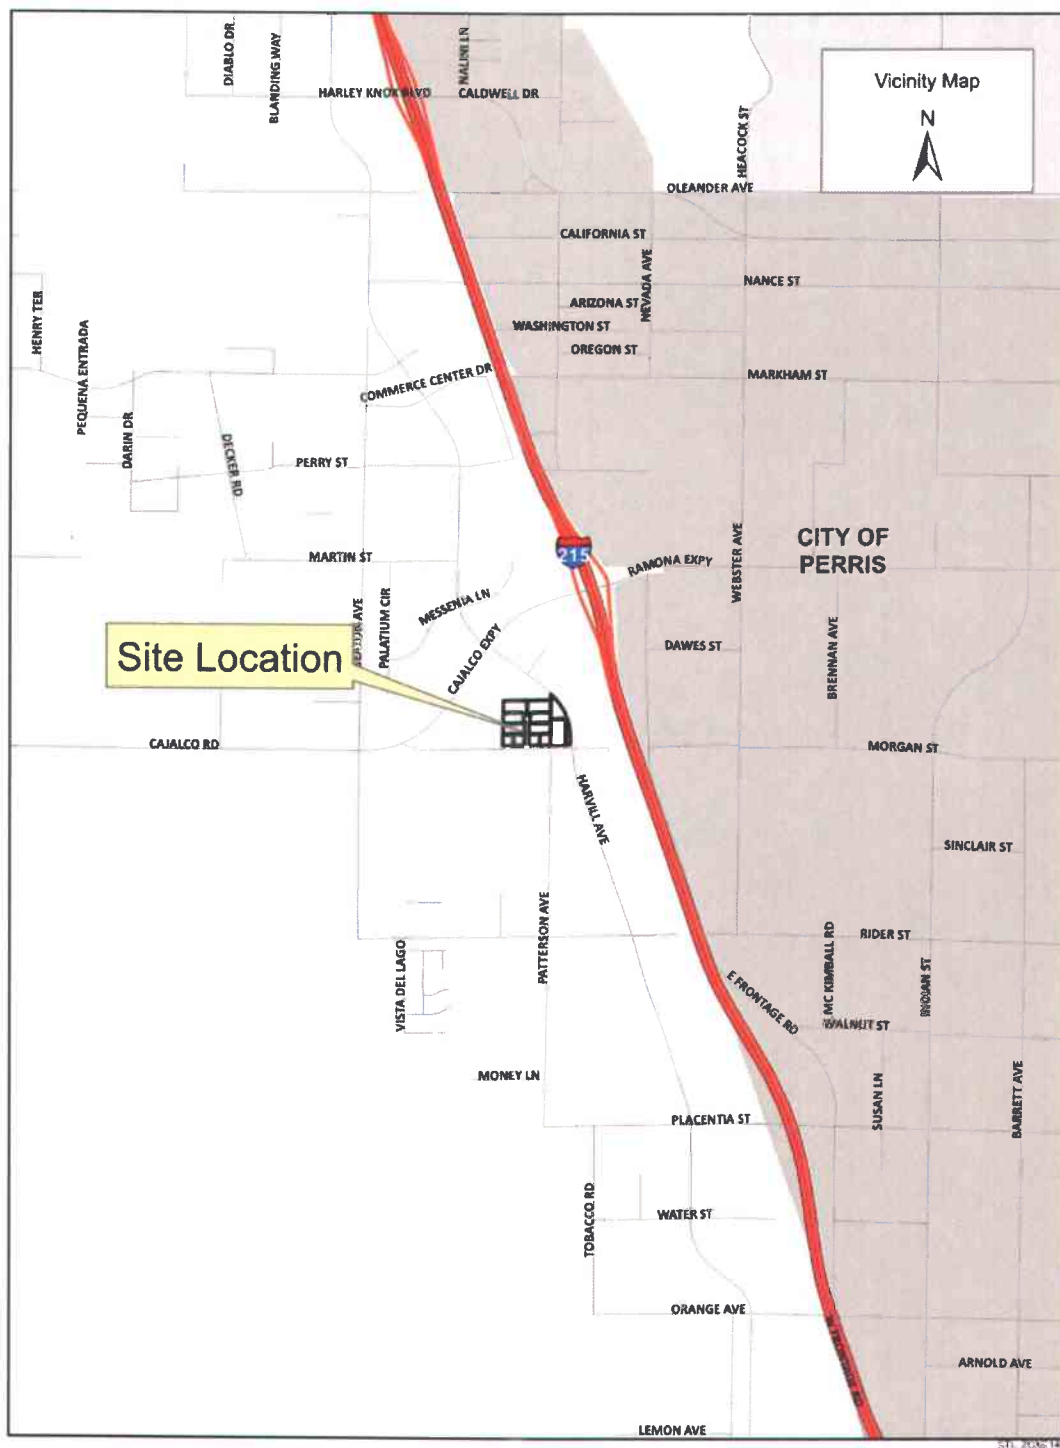 DIABLO DR
BLANDING WAY
NALINI LN
HARLEY KNOX BLVD
CALDWELL DR
Vicinity Map
N
HEACOCK ST
OLEANDER AVE
CALIFORNIA ST
NEVADA AVE
NANCE ST
HENRY TER
ARIZONA ST
WASHINGTON ST
OREGON ST
PEQUENA ENTRADA
COMMERCE CENTER DR
MARKHAM ST
DARIN DR
DECKER RD
PERRY ST
215
WEBSTER AVE
CITY OF
PERRIS
MARTIN ST
RAMONA EXPY
MESSENIA LN
PALATIUM CIR
Site Location
CAJALCO EXPY
DAWES ST
BRENNAN AVE
CAJALCO RD
MORGAN ST
HARVILL AVE
SINCLAIR ST
PATTERSON AVE
RIDER ST
VISTA DEL LAGO
MC KIMBALL RD
INDIAN ST
E FRONTAGE RD
WALNUT ST
MONEY LN
SUSAN LN
BARRETT AVE
PLACENTIA ST
TOBACCO RD
WATER ST
ORANGE AVE
W FRONTAGE RD
ARNOLD AVE
LEMON AVE